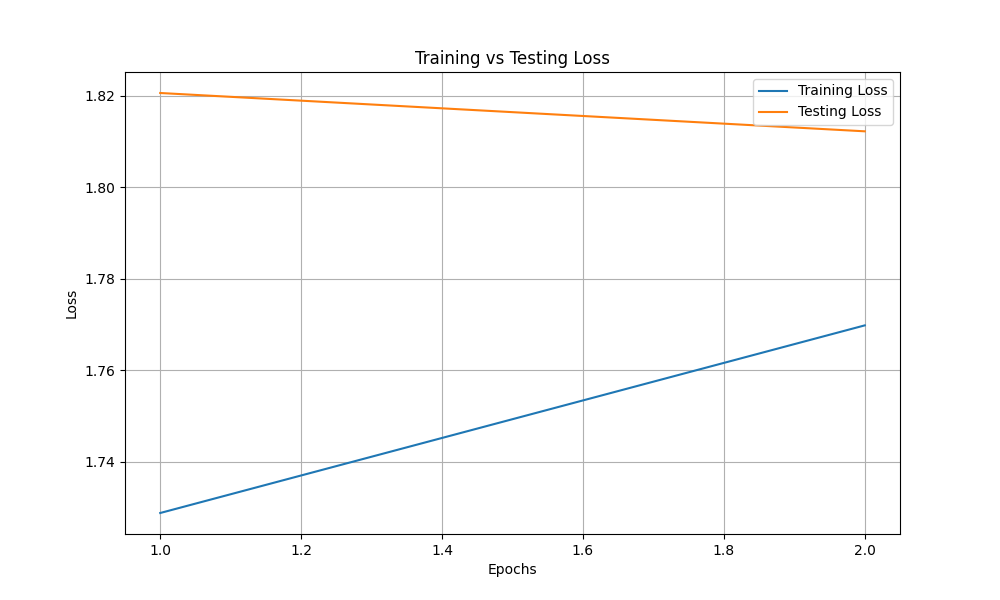 Training vs Testing Loss
Training Loss
Testing Loss
1.82
1.80
1.78
1.76
1.74
Loss
1.0 1.2 1.4 1.6 1.8 2.0
Epochs